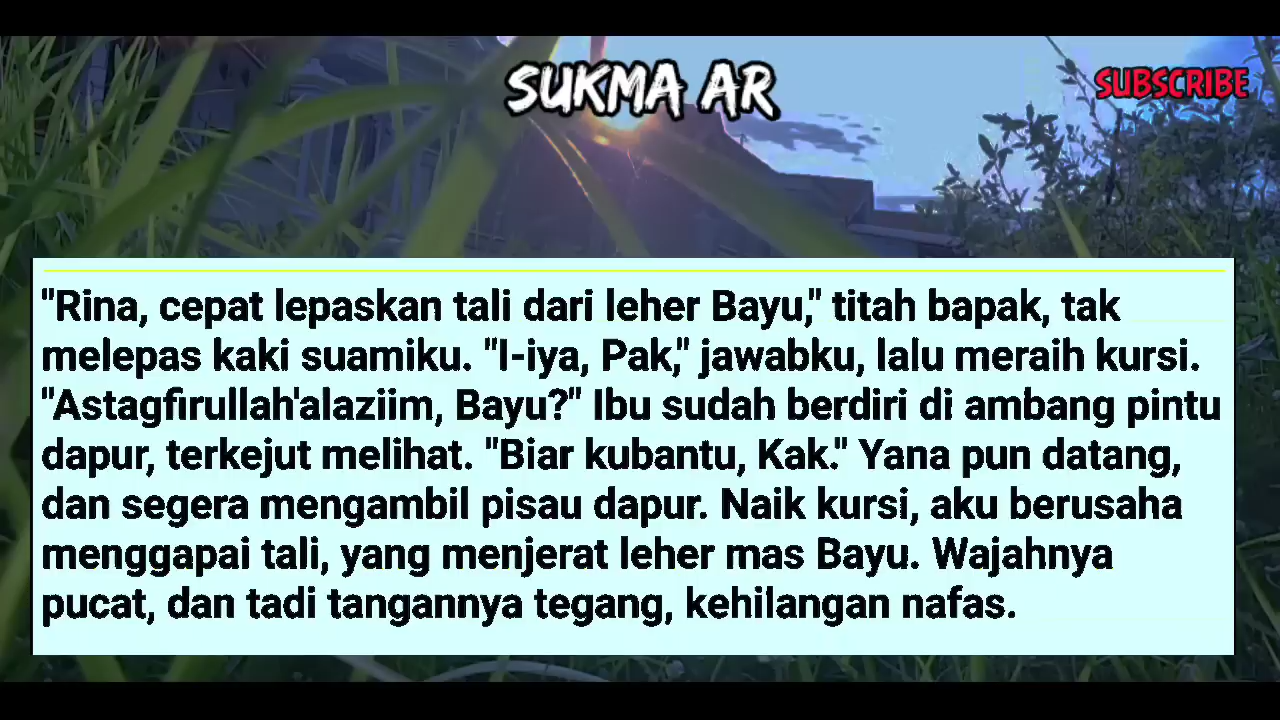 SUKMA AR
SUBSCRIBE
"Rina, cepat lepaskan tali dari leher Bayu," titah bapak, tak
melepas kaki suamiku. "I-iya, Pak," jawabku, lalu meraih kursi.
"Astagfirullah'alaziim, Bayu?" Ibu sudah berdiri di ambang pintu
dapur, terkejut melihat. "Biar kubantu, Kak." Yana pun datang,
dan segera mengambil pisau dapur. Naik kursi, aku berusaha
menggapai tali, yang menjerat leher mas Bayu. Wajahnya
pucat, dan tadi tangannya tegang, kehilangan nafas.